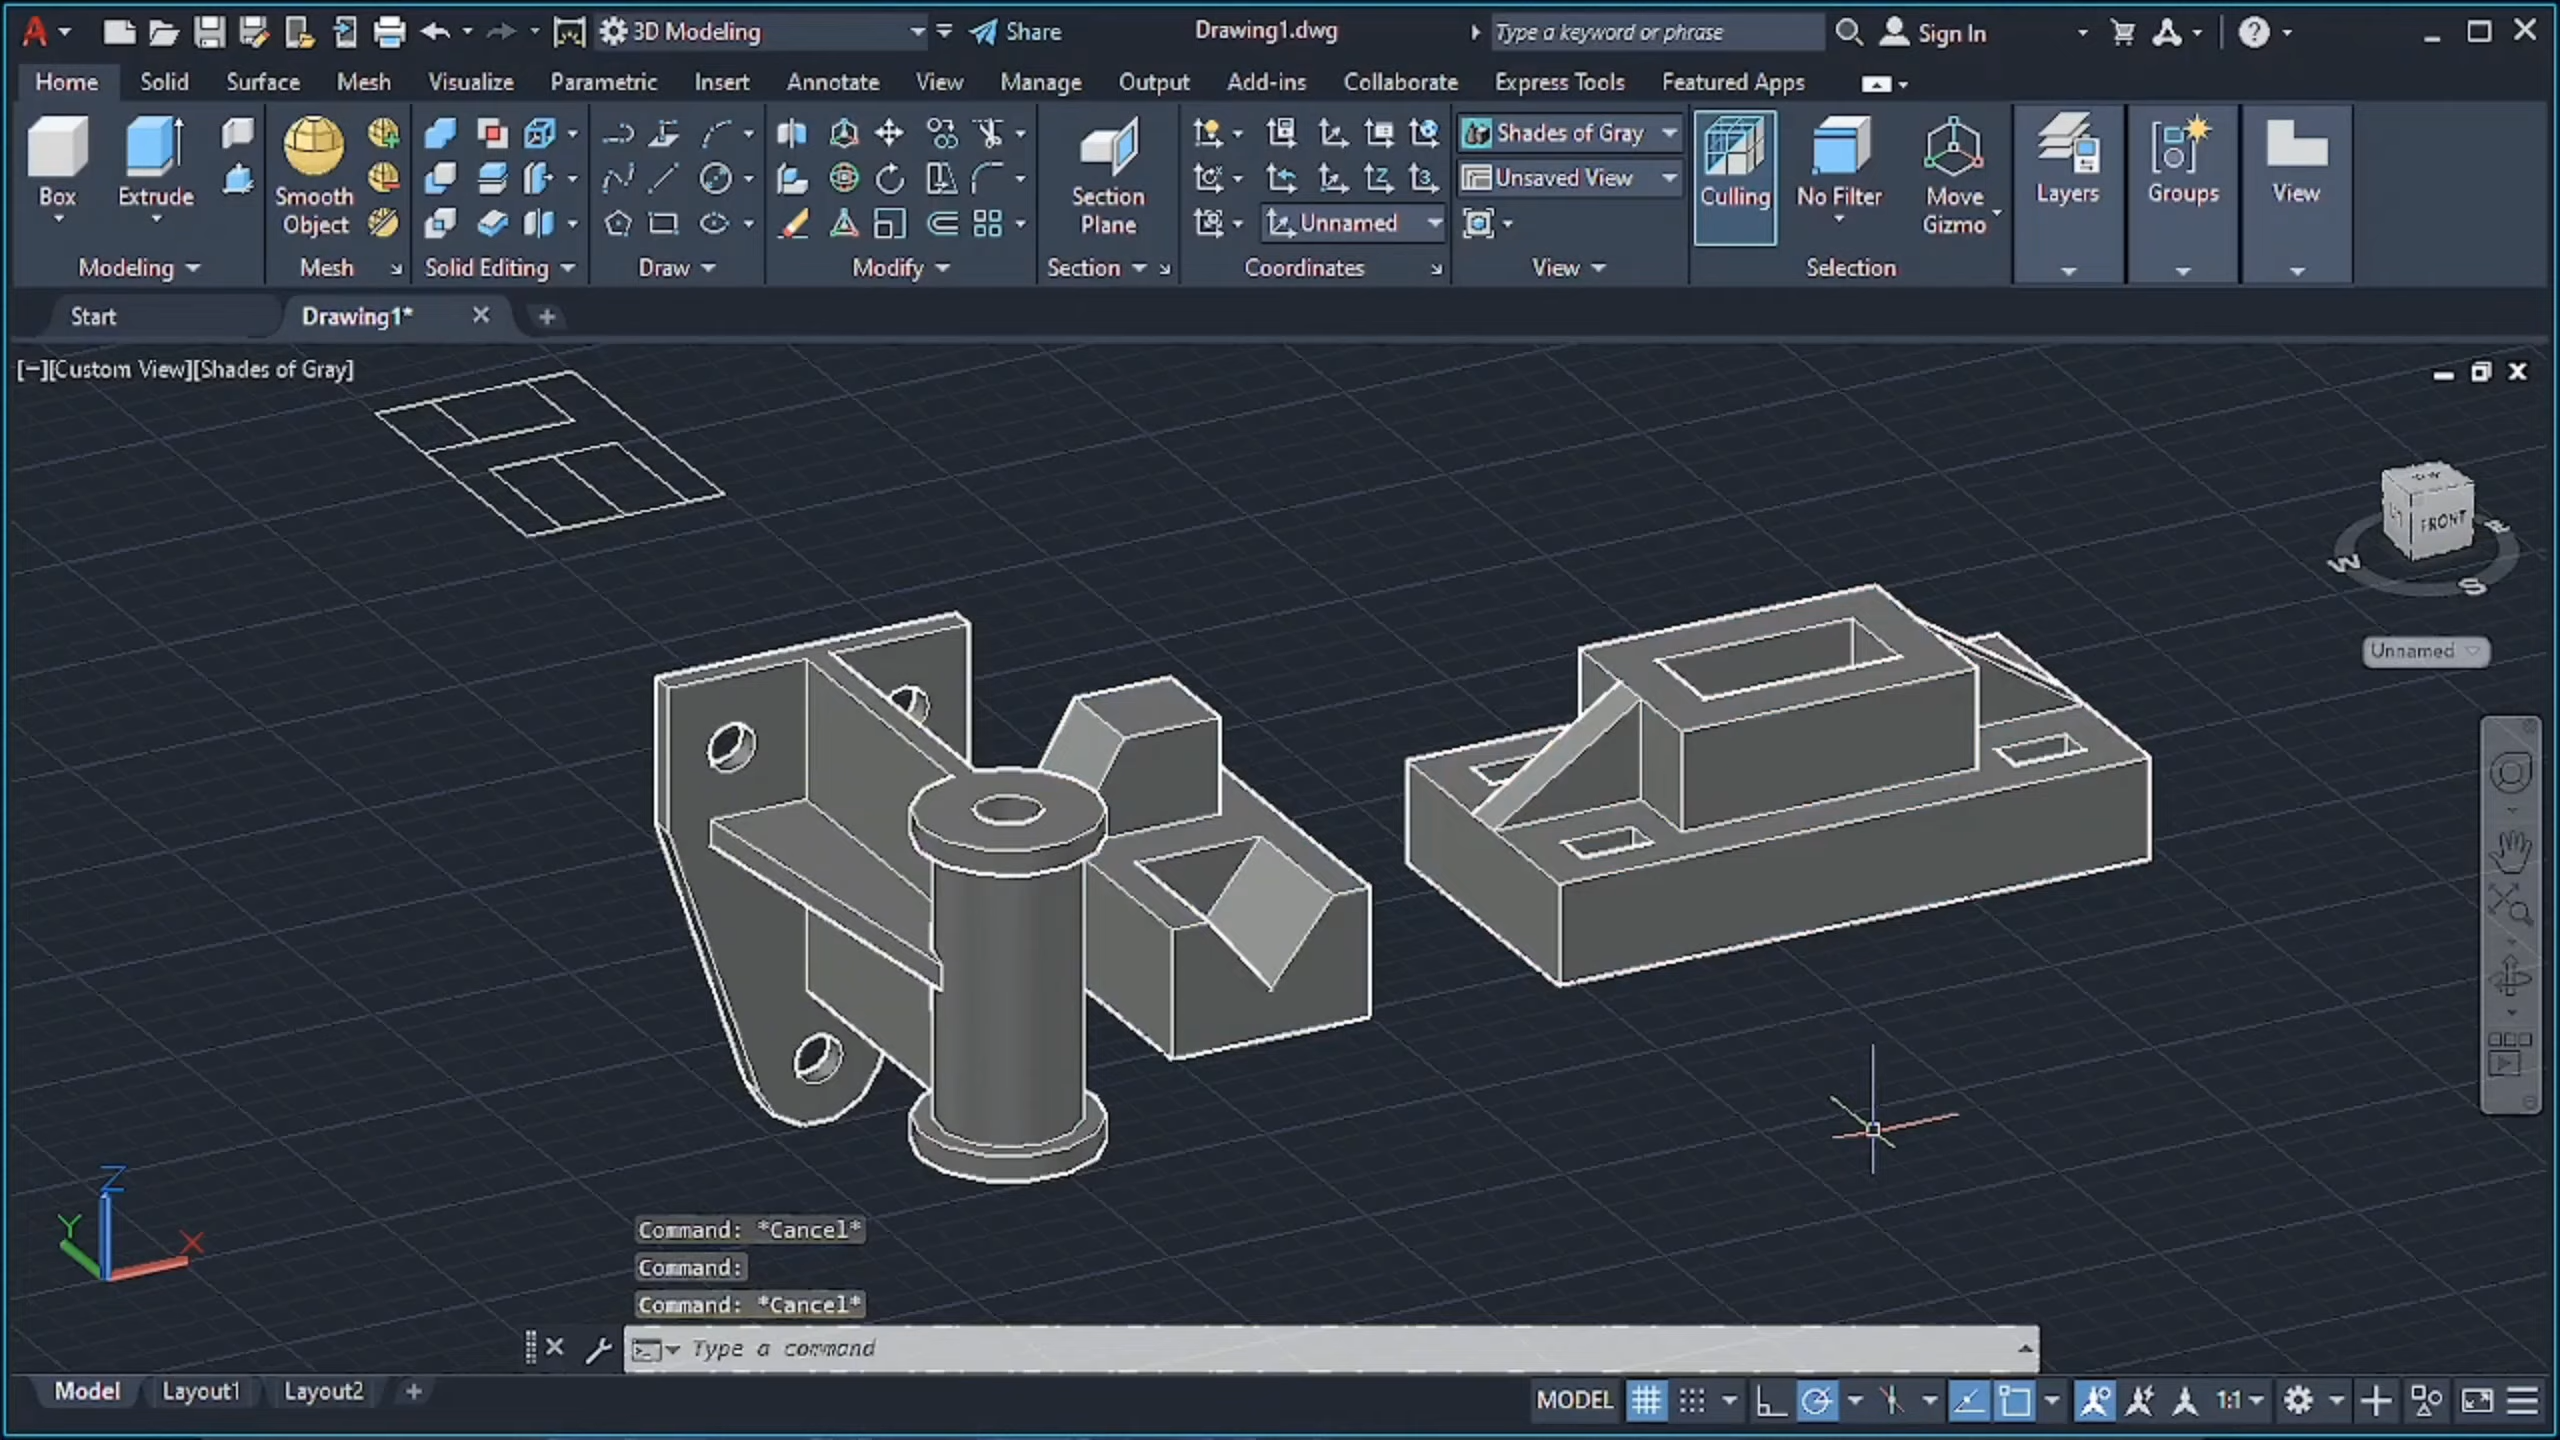 3D Modeling Share Drawing1.dwg Type a keyword or phrase Sign In
Home Solid Surface Mesh Visualize Parametric Insert Annotate View Manage Output Add-ins Collaborate Express Tools Featured Apps
Shades of Gray
Unsaved View
Box Extrude Smooth Object Section Plane Unnamed Culling No Filter Move Gizmo Layers Groups View
Modeling Mesh Solid Editing Draw Modify Section Coordinates View Selection
Start Drawing1*
[−][Custom View][Shades of Gray]
FRONT
W
S
Unnamed
Z
Y
X
Command: *Cancel*
Command:
Command: *Cancel*
Type a command
Model Layout1 Layout2
MODEL 1:1